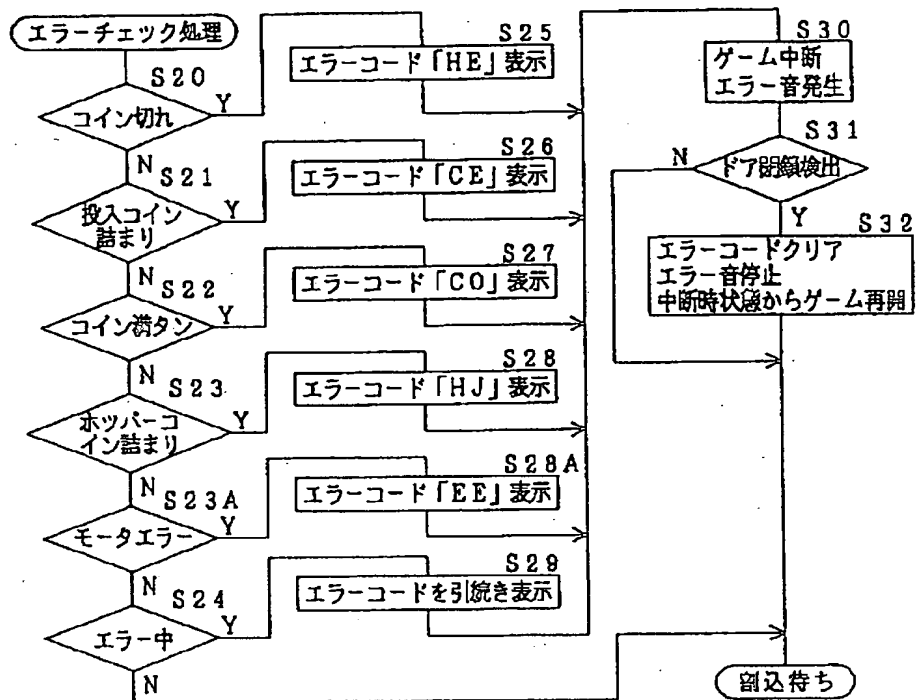 エラーチェック処理
S20
コイン切れ
Y
N
S25
エラーコード「HE」表示
S21
投入コイン
詰まり
Y
N
S26
エラーコード「CE」表示
S22
コイン満タン
Y
N
S27
エラーコード「CO」表示
S23
ホッパーコ
イン詰まり
Y
N
S28
エラーコード「HJ」表示
S23A
モータエラー
Y
N
S28A
エラーコード「EE」表示
S24
エラー中
Y
N
S29
エラーコードを引続き表示
S30
ゲーム中断
エラー音発生
S31
ドア閉鎖検出
N
Y
S32
エラーコードクリア
エラー音停止
中断時状態からゲーム再開
割込待ち